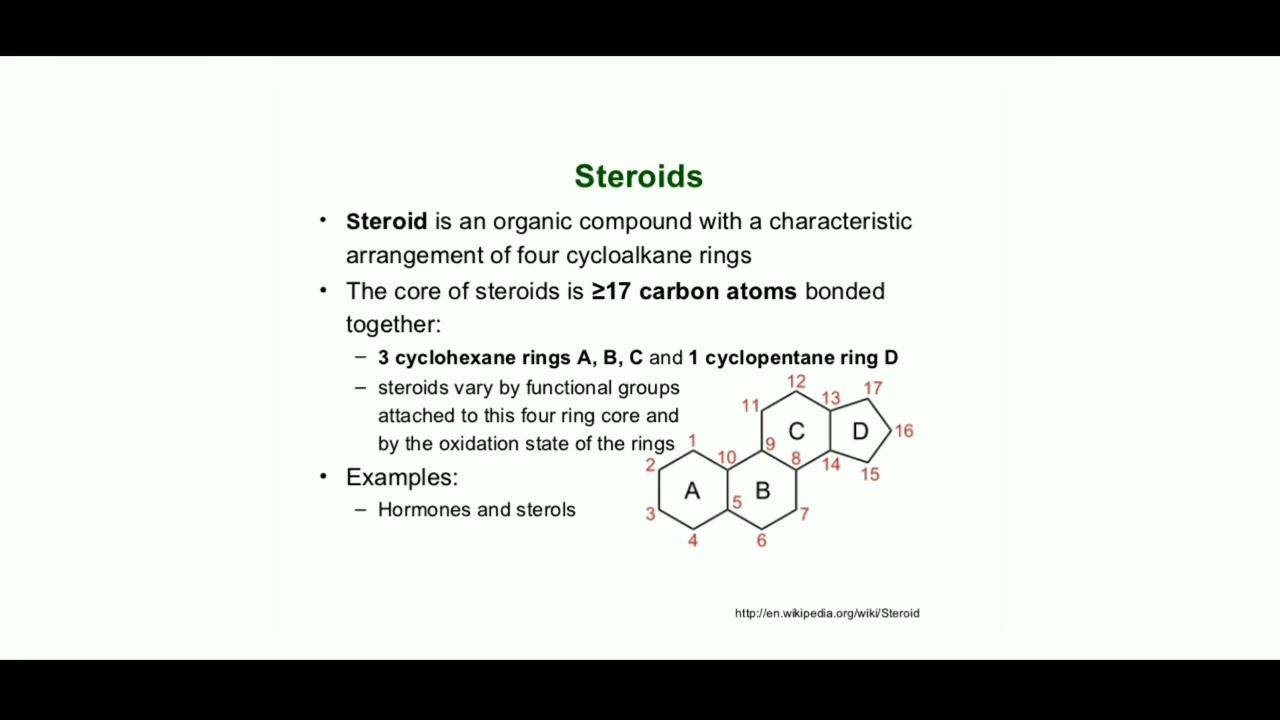 Steroids
• Steroid is an organic compound with a characteristic
arrangement of four cycloalkane rings
• The core of steroids is ≥17 carbon atoms bonded
together:
– 3 cyclohexane rings A, B, C and 1 cyclopentane ring D
– steroids vary by functional groups
attached to this four ring core and
by the oxidation state of the rings
• Examples:
– Hormones and sterols
12
17
11
13
C
D
16
1
9
10
8
14
2
15
A
B
5
3
7
4
6
http://en.wikipedia.org/wiki/Steroid